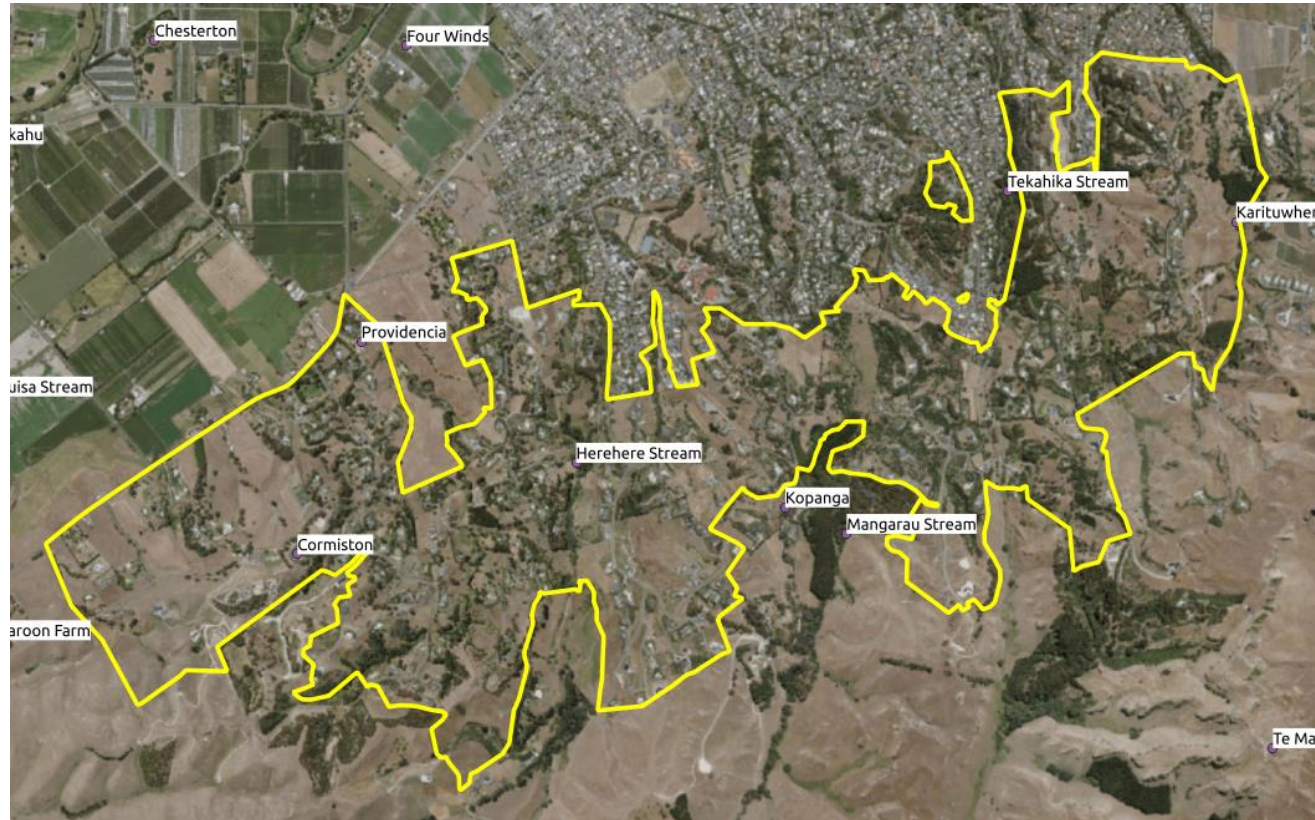 Chesterton
Four Winds
kahu
Tekahika Stream
Karituwher
Providencia
uisa Stream
Herehere Stream
Kopanga
Mangarau Stream
Cormiston
aroon Farm
Te Ma